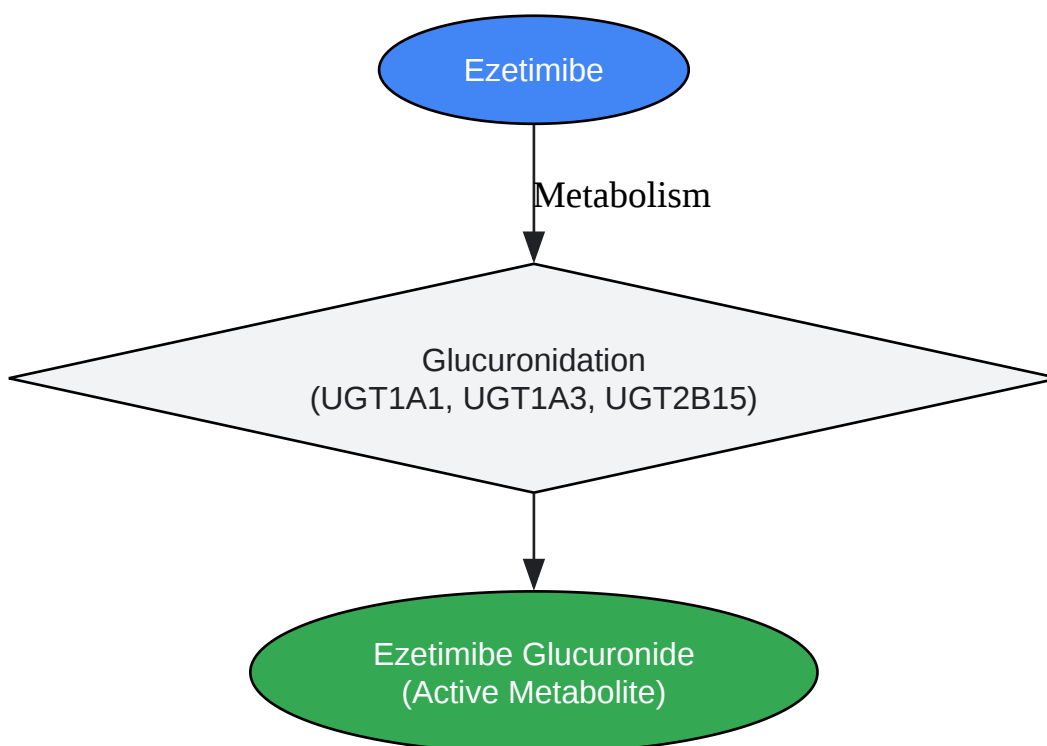 Ezetimibe
Metabolism
Glucuronidation
(UGT1A1, UGT1A3, UGT2B15)
Ezetimibe Glucuronide
(Active Metabolite)